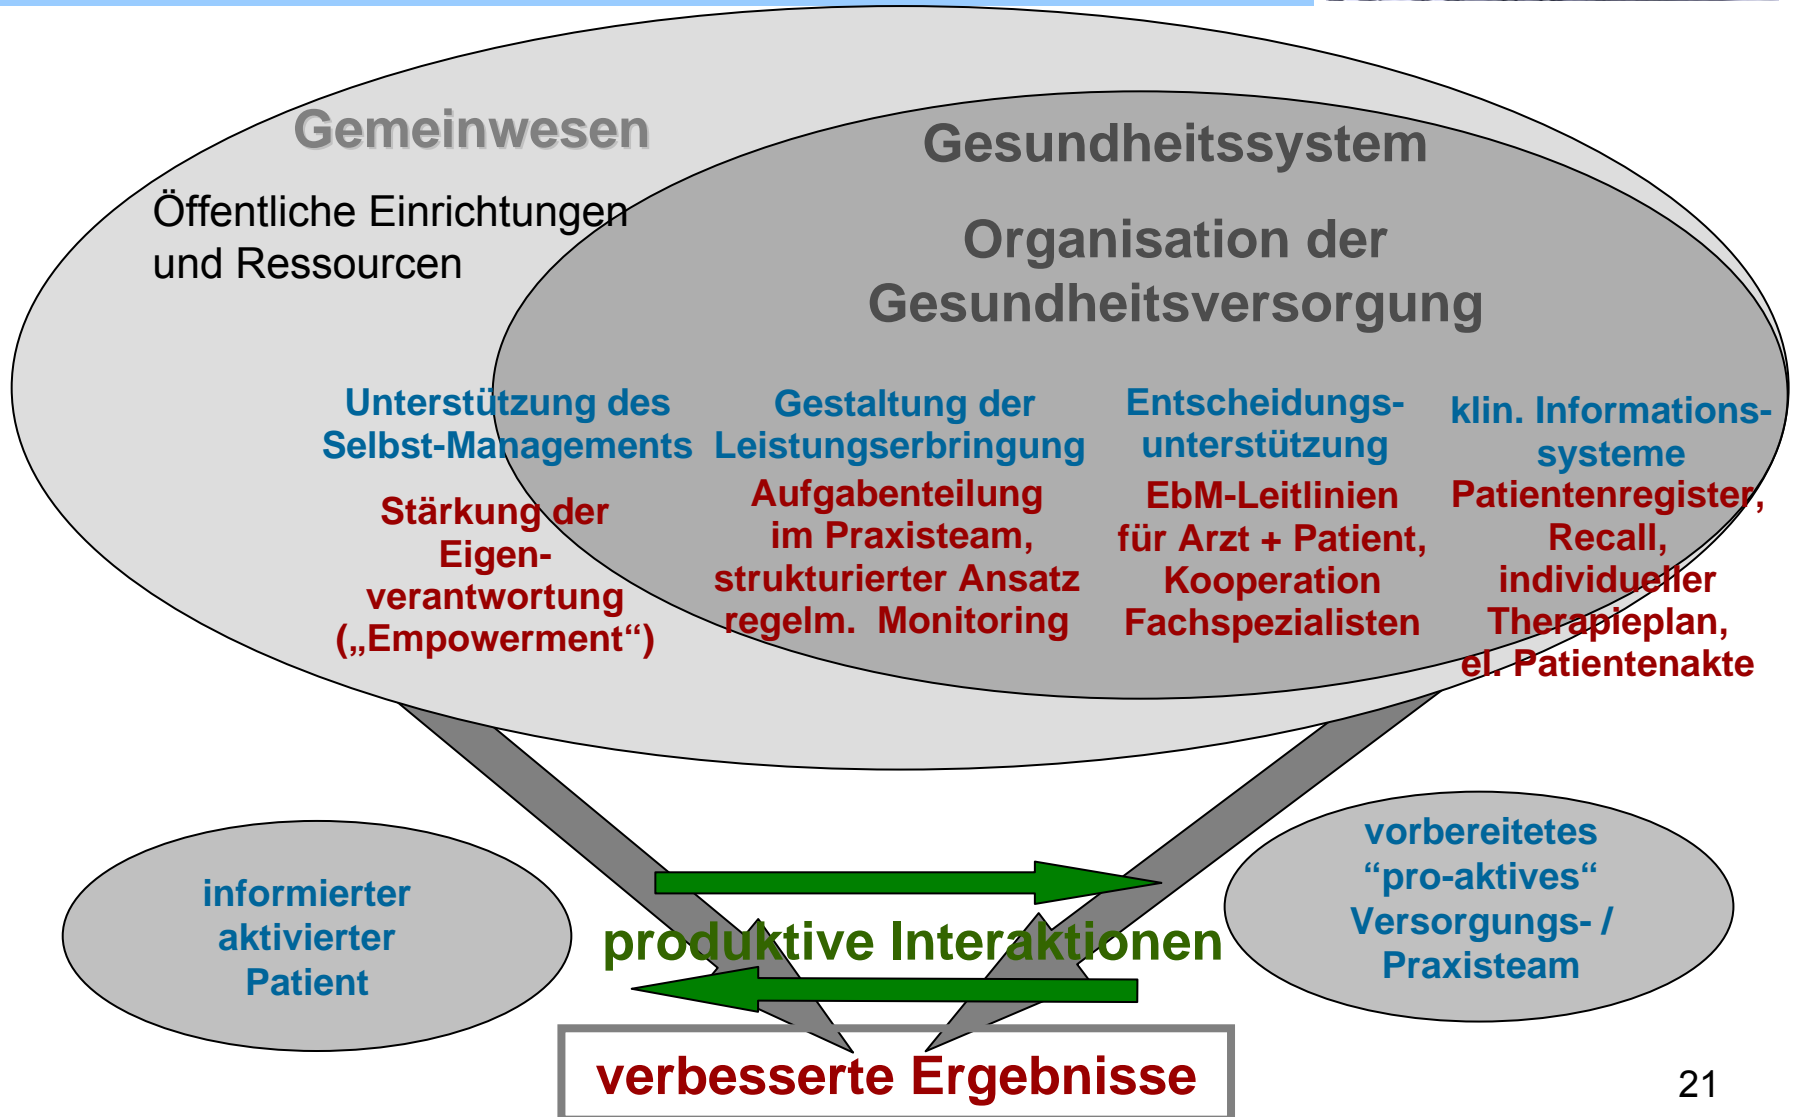 Gemeinwesen
Öffentliche Einrichtungen
und Ressourcen
Gesundheitssystem
Organisation der
Gesundheitsversorgung
Unterstützung des
Selbst-Managements
Stärkung der
Eigen-
verantwortung
(„Empowerment“)
Gestaltung der
Leistungserbringung
Aufgabenteilung
im Praxisteam,
strukturierter Ansatz
regelm. Monitoring
Entscheidungs-
unterstützung
EbM-Leitlinien
für Arzt + Patient,
Kooperation
Fachspezialisten
klin. Informations-
systeme
Patientenregister,
Recall,
individueller
Therapieplan,
el. Patientenakte
informierter
aktivierter
Patient
produktive Interaktionen
vorbereitetes
“pro-aktives“
Versorgungs- /
Praxisteam
verbesserte Ergebnisse
21